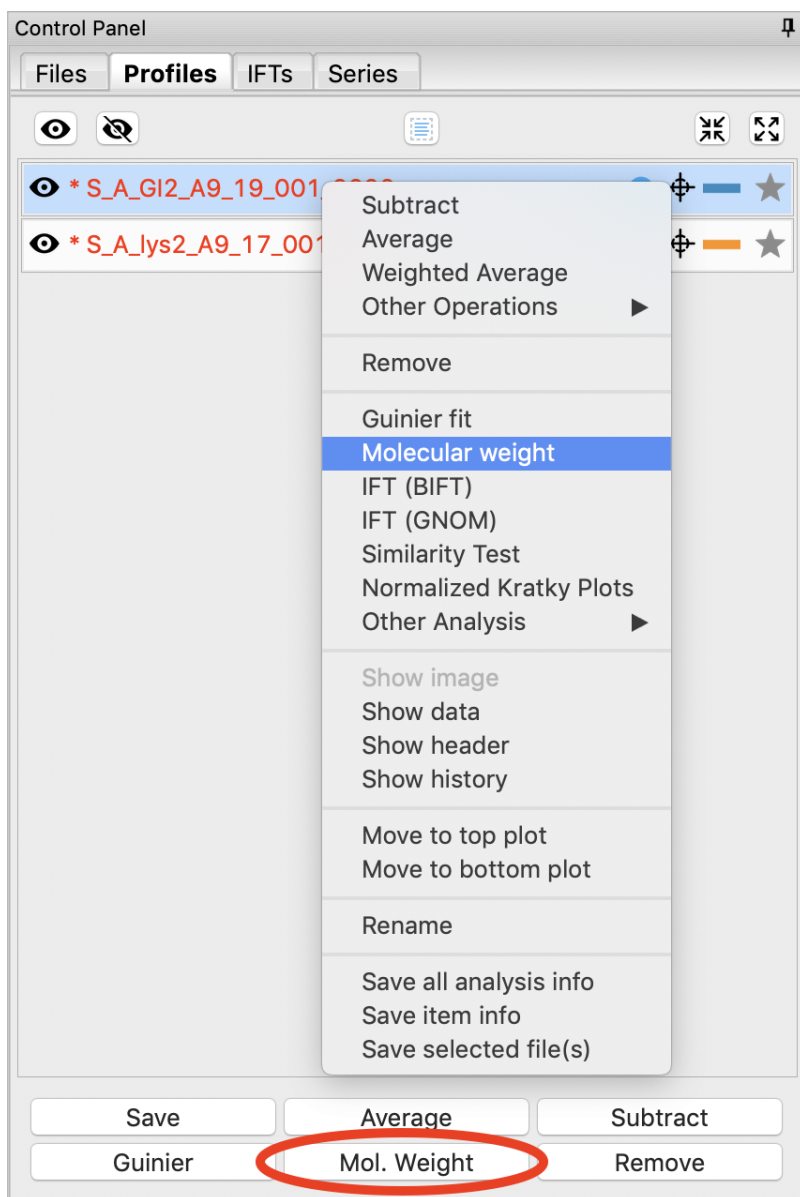 Control Panel
Files Profiles IFTs Series
* S_A_GI2_A9_19_001
* S_A_lys2_A9_17_001
Subtract
Average
Weighted Average
Other Operations
Remove
Guinier fit
Molecular weight
IFT (BIFT)
IFT (GNOM)
Similarity Test
Normalized Kratky Plots
Other Analysis
Show image
Show data
Show header
Show history
Move to top plot
Move to bottom plot
Rename
Save all analysis info
Save item info
Save selected file(s)
Save Average Subtract
Guinier Mol. Weight Remove